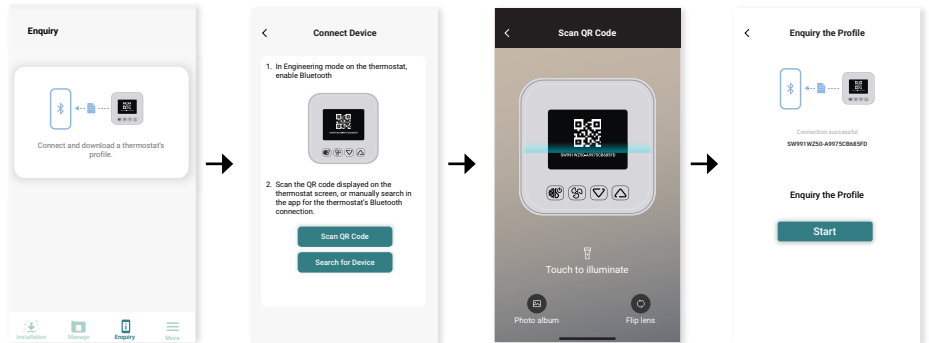 Enquiry
Connect and download a thermostat's
profile.
Installation
Manage
Enquiry
More
Connect Device
1. In Engineering mode on the thermostat,
enable Bluetooth
2. Scan the QR code displayed on the
thermostat screen, or manually search in
the app for the thermostat's Bluetooth
connection.
Scan QR Code
Search for Device
Scan QR Code
SW991WZS0-A9975CB685FD
Touch to illuminate
Photo album
Flip lens
Enquiry the Profile
Connection successful
SW991WZS0-A9975CB685FD
Enquiry the Profile
Start